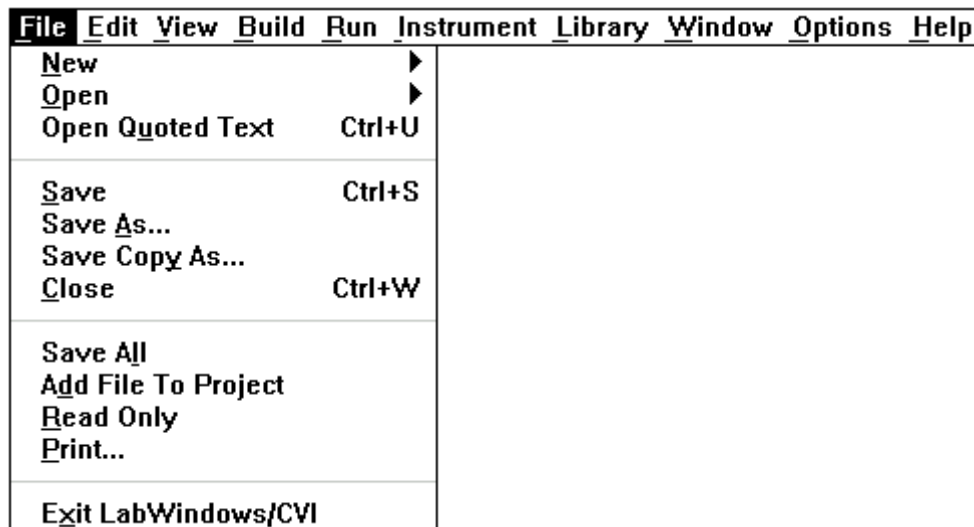 File Edit View Build Run Instrument Library Window Options Help
New
Open
Open Quoted Text Ctrl+U
Save Ctrl+S
Save As...
Save Copy As...
Close Ctrl+W
Save All
Add File To Project
Read Only
Print...
Exit LabWindows/CVI